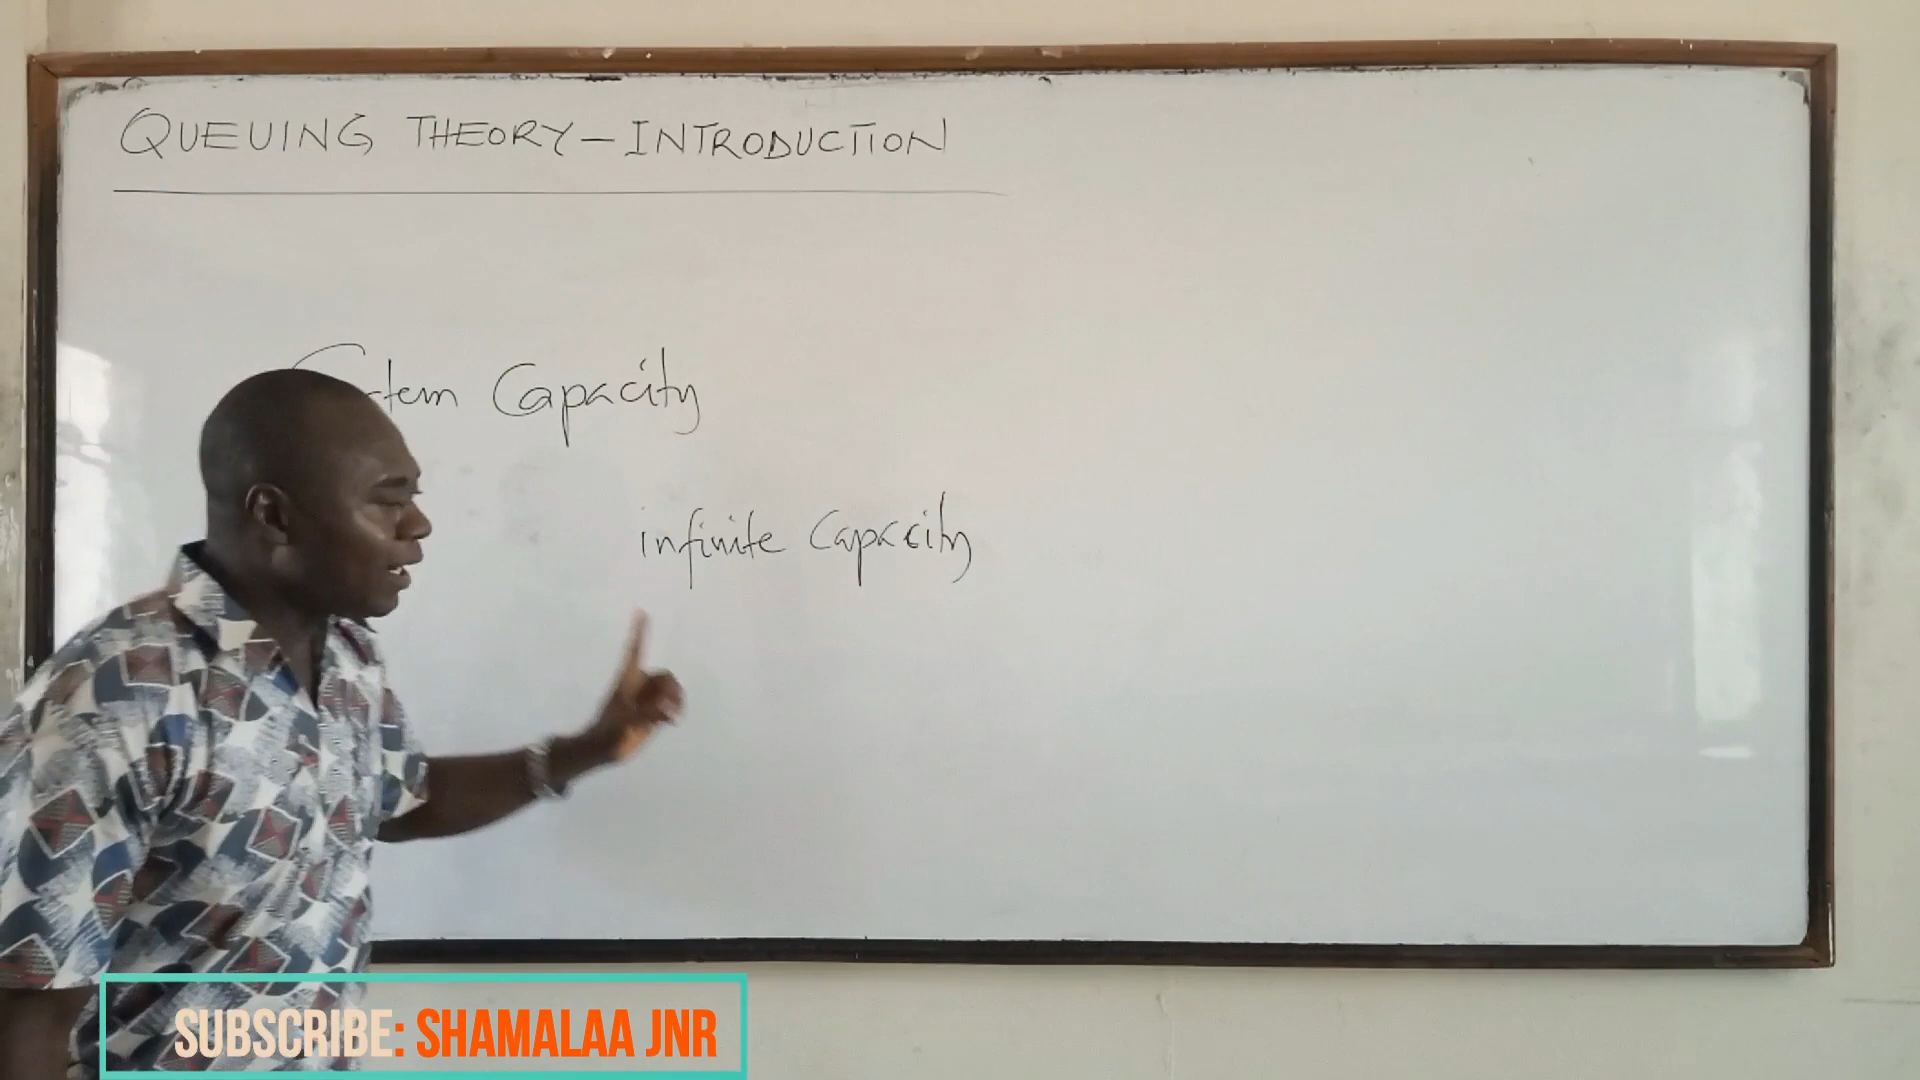 QUEUING THEORY – INTRODUCTION
Capacity
infinite Capacity
SUBSCRIBE: SHAMALAA JNR